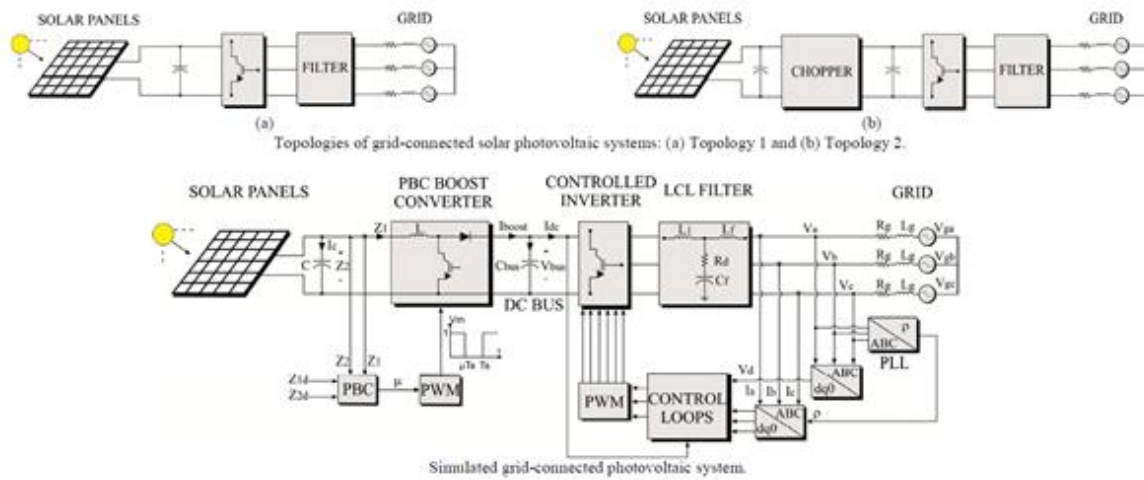 SOLAR PANELS
GRID
FILTER
(a)
SOLAR PANELS
GRID
CHOPPER
FILTER
(b)
Topologies of grid-connected solar photovoltaic systems: (a) Topology 1 and (b) Topology 2.
SOLAR PANELS
PBC BOOST
CONVERTER
CONTROLLED
INVERTER
LCL FILTER
GRID
Ic
Z1
L
Iboost
Idc
Lf
Lf
Va
Rg
Lg
Vga
C
Z2
Cbus
Vbus
Rd
Vb
Rg
Lg
Vgb
Cf
Vc
Rg
Lg
Vgc
DC BUS
Vm
1
μTs
Ts
ρ
ABC
PLL
Z2
Z1
Z1d
Z2d
PBC
μ
PWM
PWM
CONTROL
LOOPS
Vd
ABC
dq0
Ia
Ib
Ic
ABC
dq0
ρ
Simulated grid-connected photovoltaic system.